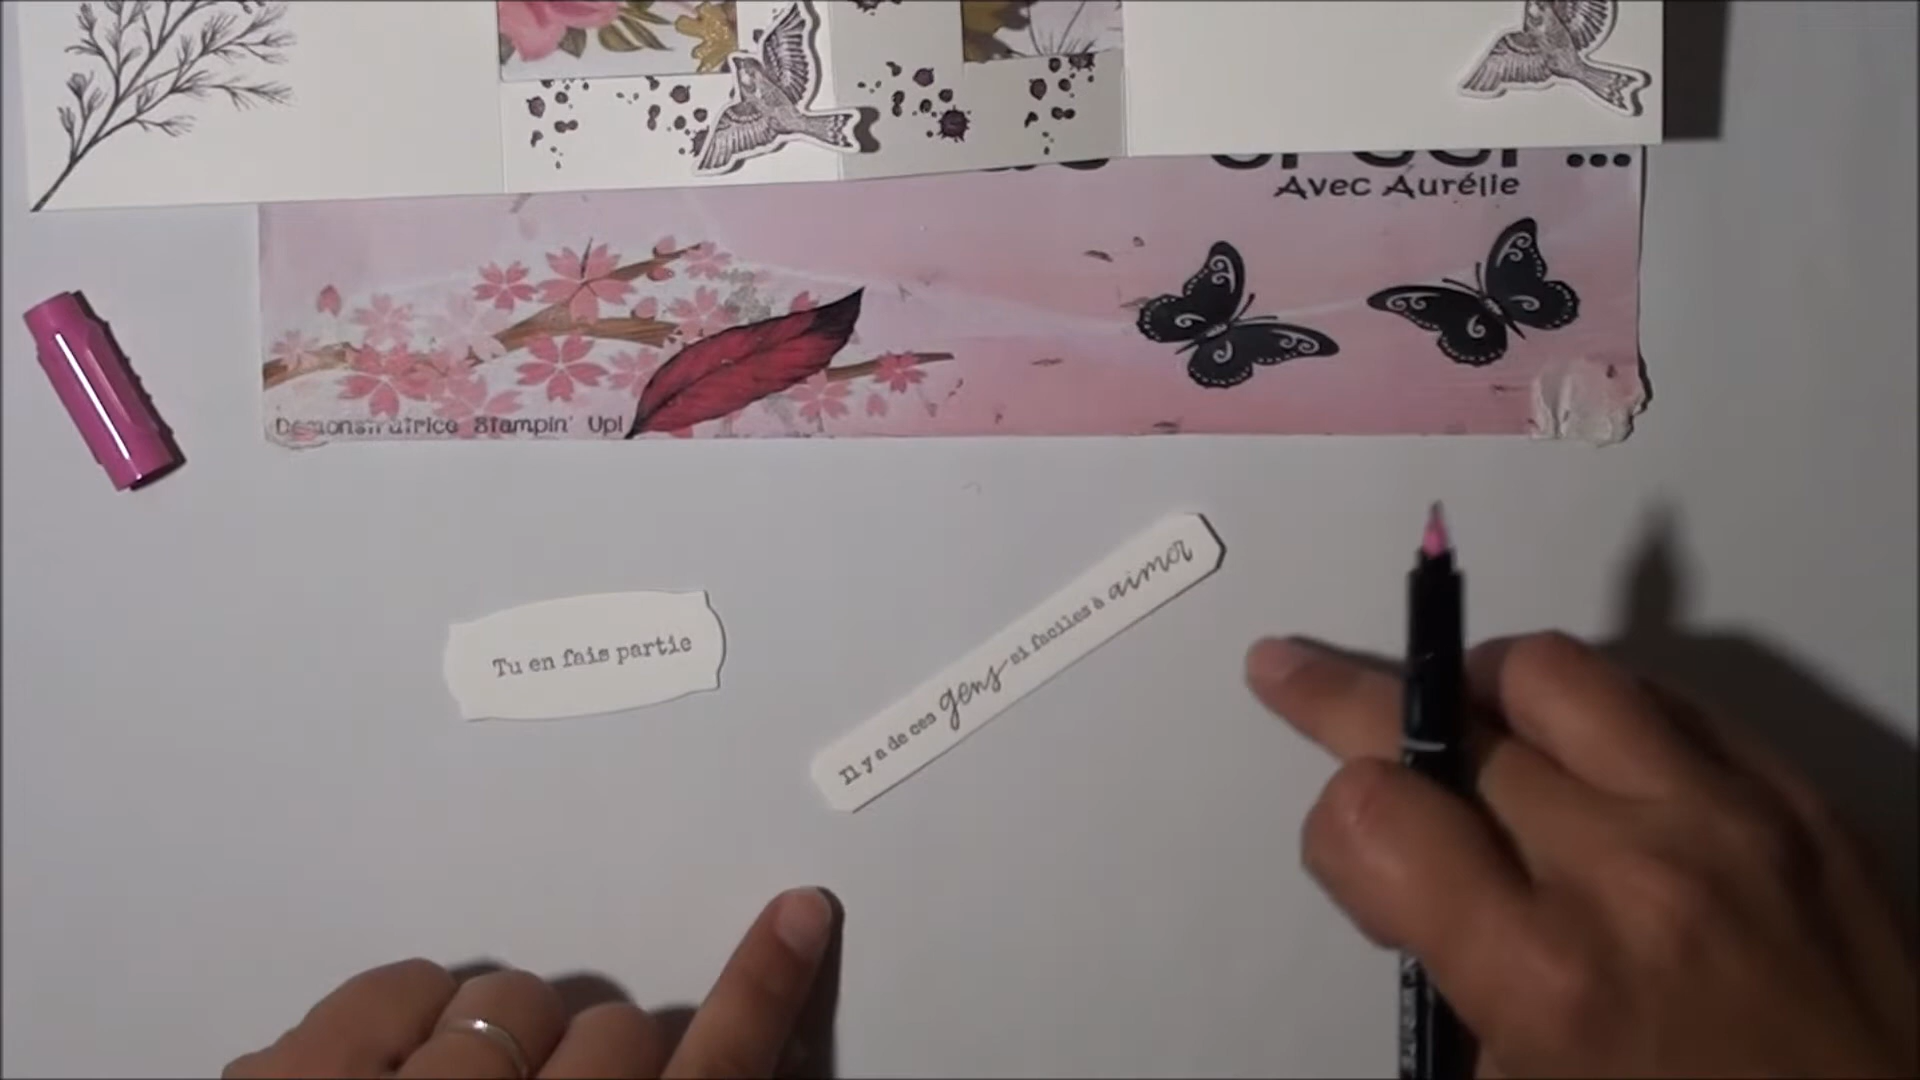 Avec Aurélie
Démonstratrice Stampin' Up!
Tu en fais partie
Il y a de ces gens si faciles à aimer